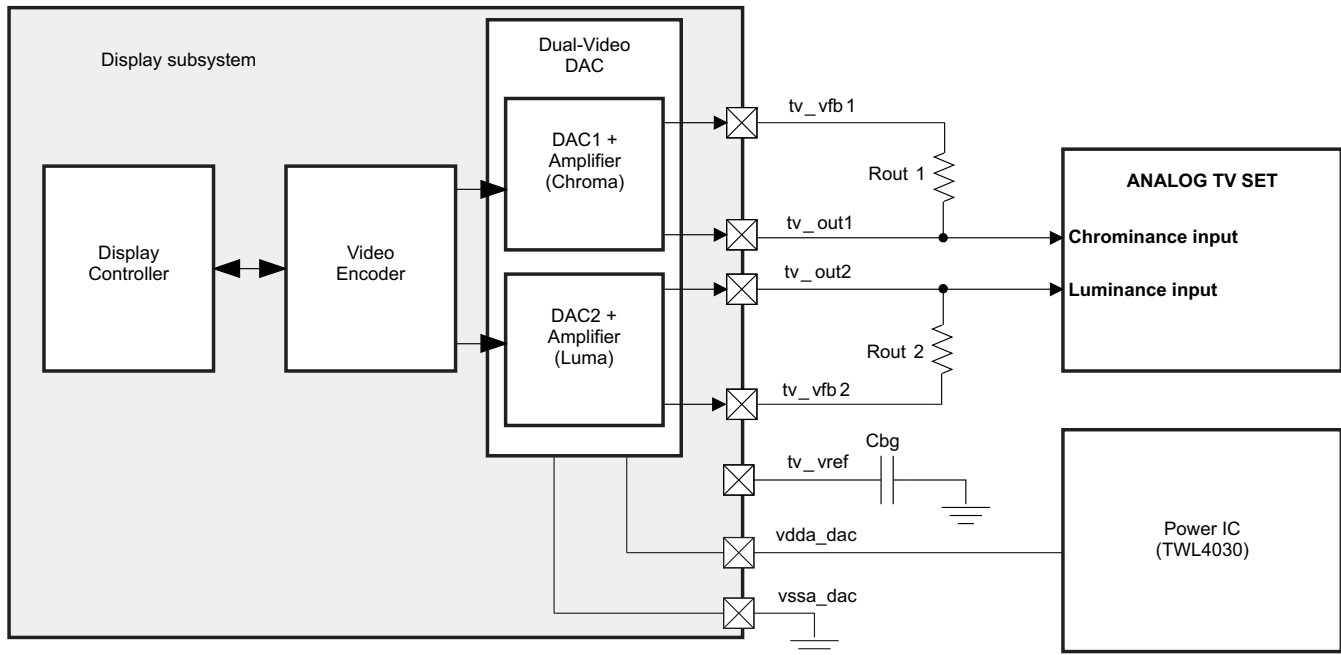 Display subsystem
Dual-Video
DAC
DAC1 +
Amplifier
(Chroma)
DAC2 +
Amplifier
(Luma)
Display
Controller
Video
Encoder
tv_vfb1
Rout 1
tv_out1
tv_out2
Rout 2
tv_vfb2
tv_vref
Cbg
vdda_dac
vssa_dac
ANALOG TV SET
Chrominance input
Luminance input
Power IC
(TWL4030)